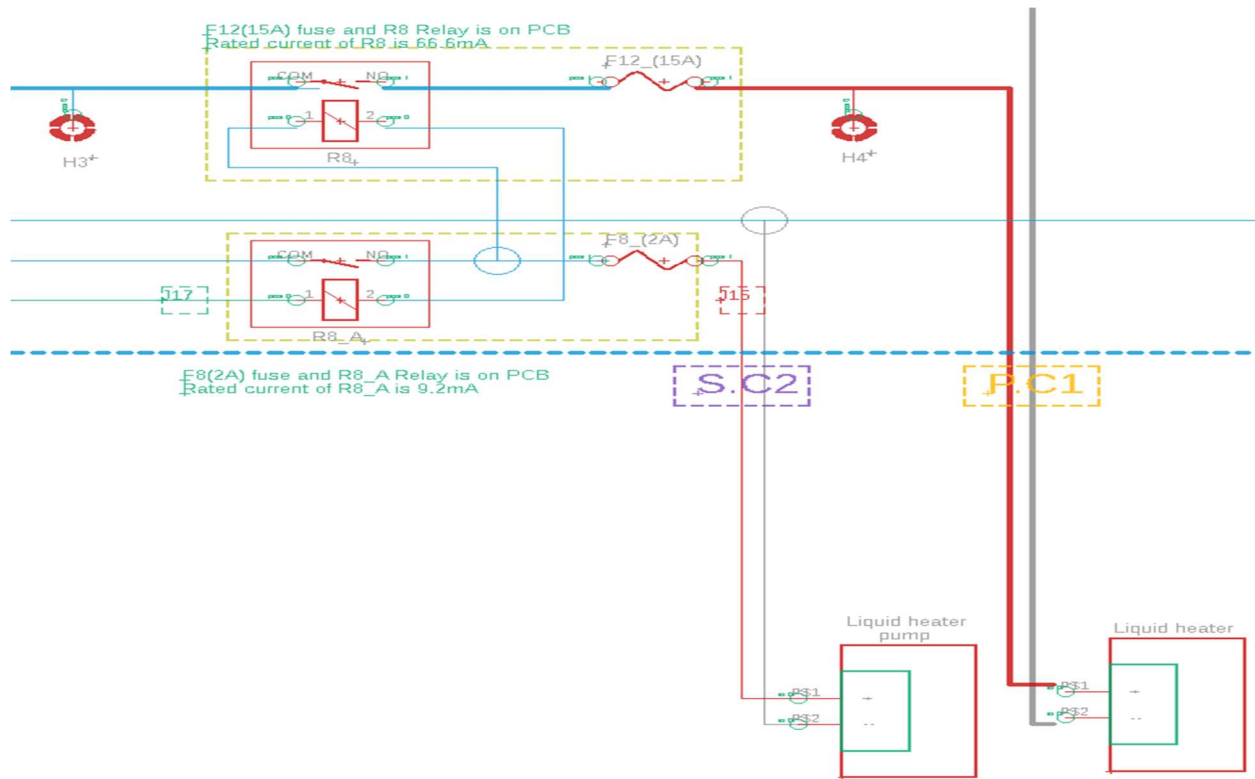 F12(15A) fuse and R8 Relay is on PCB
Rated current of R8 is 66.6mA
COM NO
F12_(15A)
1 2
R8
H3
H4
COM NO
F8_(2A)
J17
1 2
J15
R8_A
F8(2A) fuse and R8_A Relay is on PCB
Rated current of R8_A is 9.2mA
S.C2
P.C1
Liquid heater
pump
Liquid heater
PS1
PS2
PS1
PS2